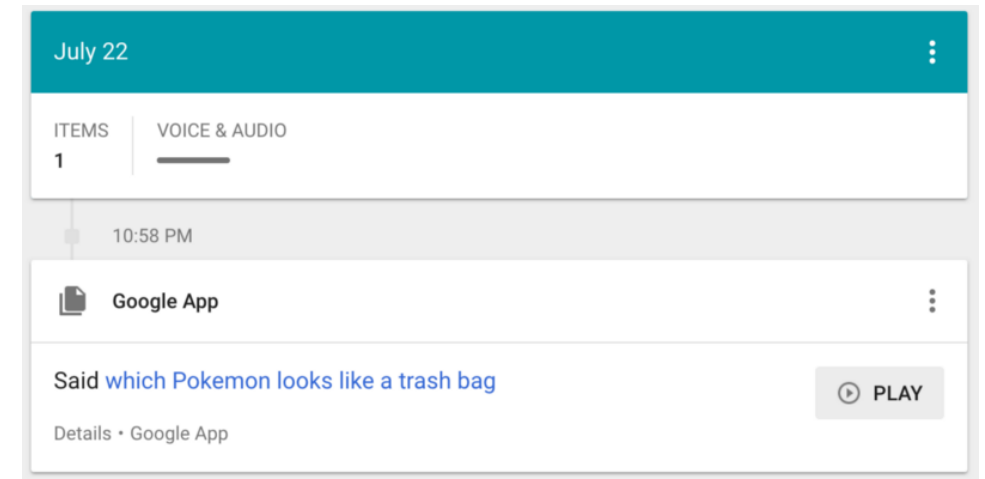 July 22
ITEMS VOICE & AUDIO
1
10:58 PM
Google App
Said which Pokemon looks like a trash bag
PLAY
Details • Google App